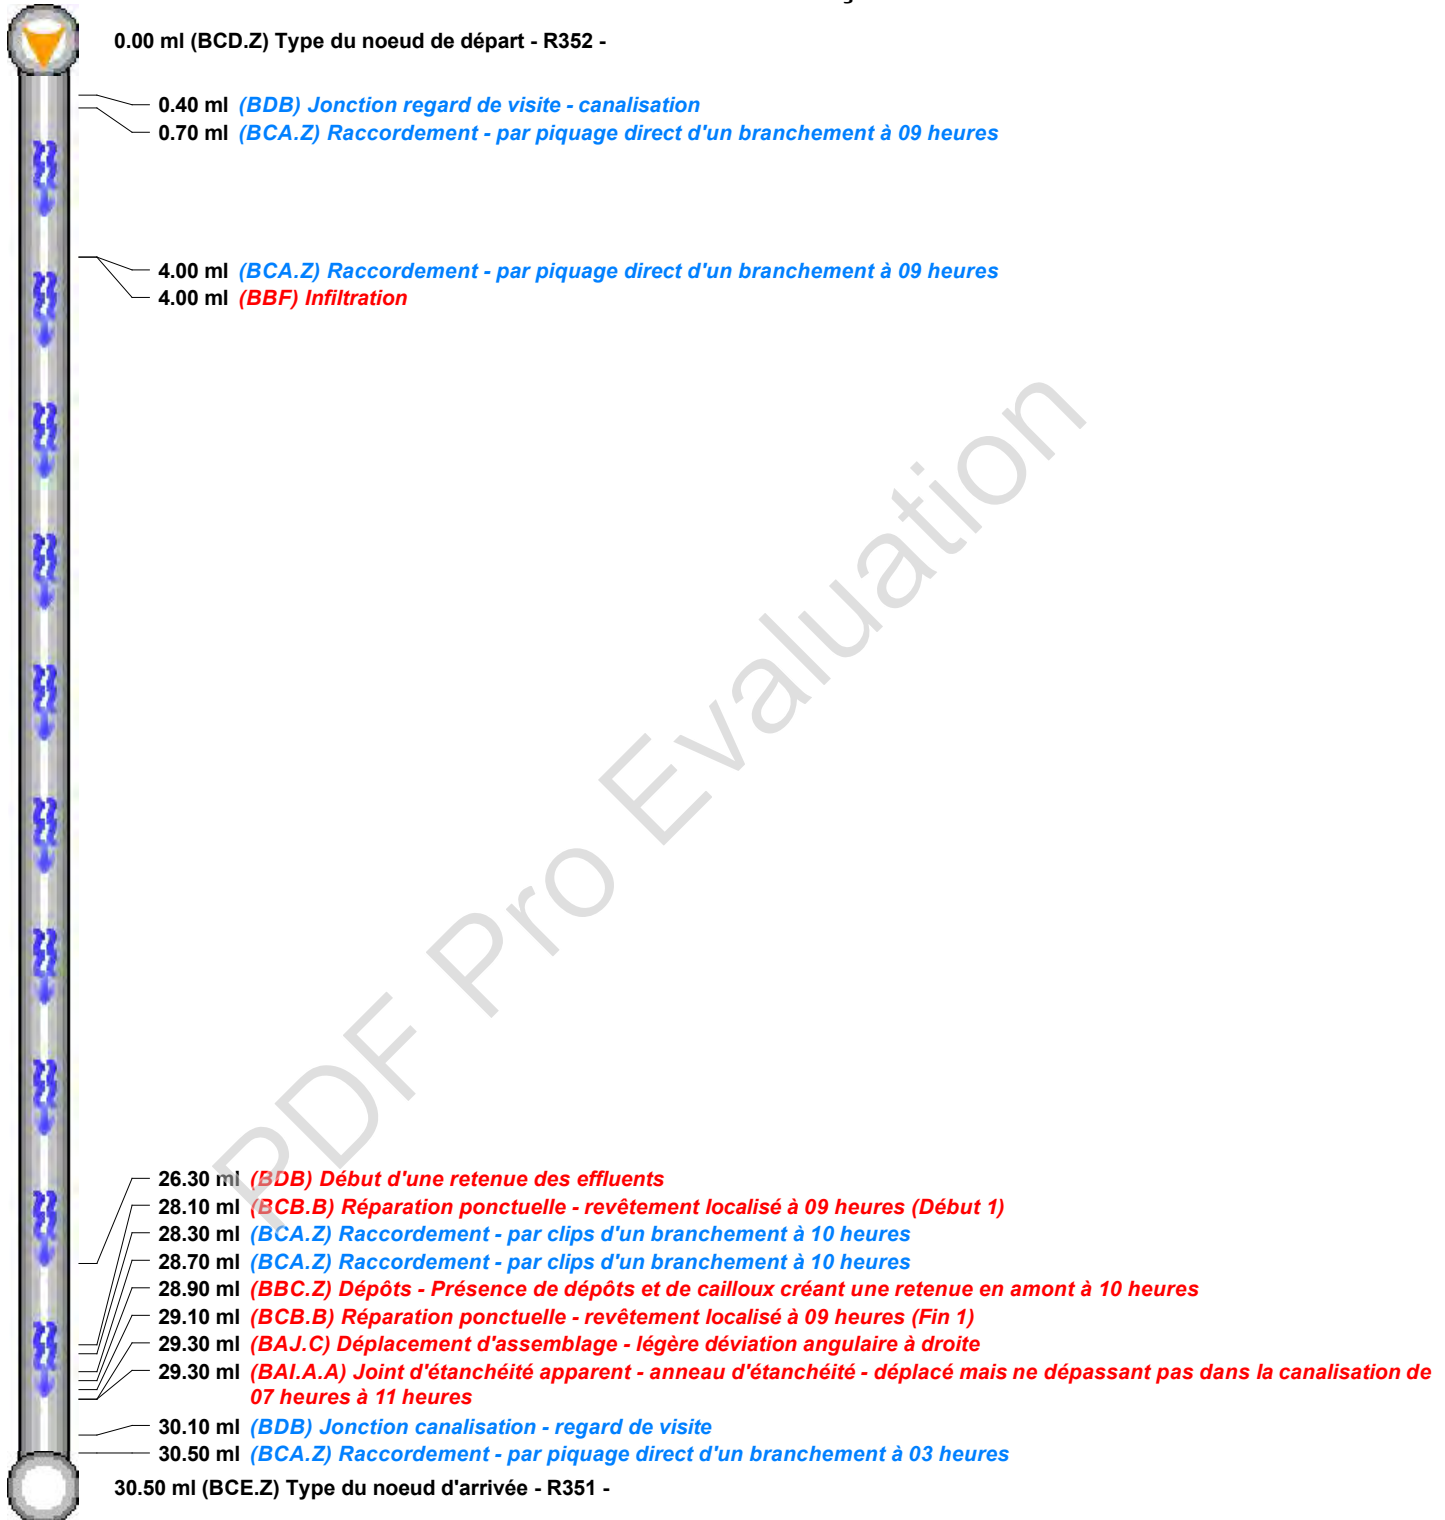 0.00 ml (BCD.Z) Type du noeud de départ - R352 -
0.40 ml (BDB) Jonction regard de visite - canalisation
0.70 ml (BCA.Z) Raccordement - par piquage direct d'un branchement à 09 heures
4.00 ml (BCA.Z) Raccordement - par piquage direct d'un branchement à 09 heures
4.00 ml (BBF) Infiltration
PDF Pro Evaluation
26.30 ml (BDB) Début d'une retenue des effluents
28.10 ml (BCB.B) Réparation ponctuelle - revêtement localisé à 09 heures (Début 1)
28.30 ml (BCA.Z) Raccordement - par clips d'un branchement à 10 heures
28.70 ml (BCA.Z) Raccordement - par clips d'un branchement à 10 heures
28.90 ml (BBC.Z) Dépôts - Présence de dépôts et de cailloux créant une retenue en amont à 10 heures
29.10 ml (BCB.B) Réparation ponctuelle - revêtement localisé à 09 heures (Fin 1)
29.30 ml (BAJ.C) Déplacement d'assemblage - légère déviation angulaire à droite
29.30 ml (BAI.A.A) Joint d'étanchéité apparent - anneau d'étanchéité - déplacé mais ne dépassant pas dans la canalisation de
07 heures à 11 heures
30.10 ml (BDB) Jonction canalisation - regard de visite
30.50 ml (BCA.Z) Raccordement - par piquage direct d'un branchement à 03 heures
30.50 ml (BCE.Z) Type du noeud d'arrivée - R351 -